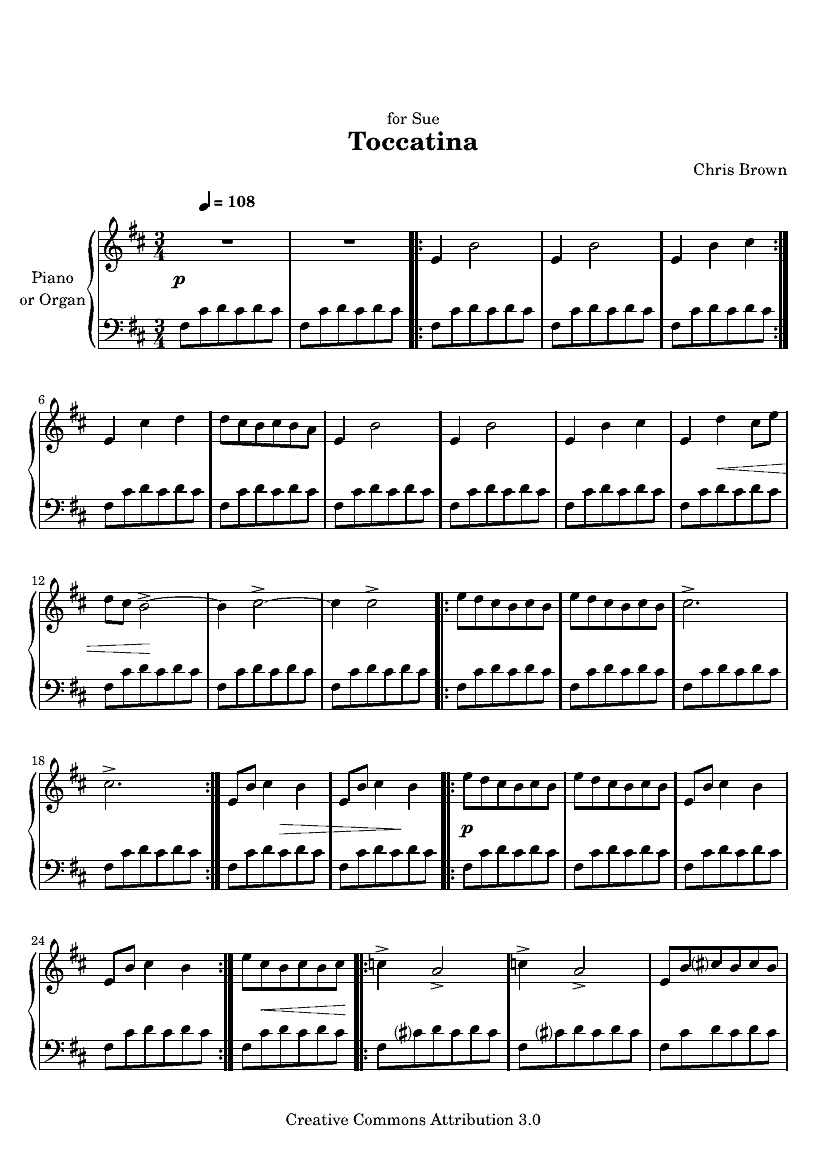 for Sue
Toccatina
Chris Brown
= 108
Piano
or Organ
p
6
12
18
p
24
Creative Commons Attribution 3.0